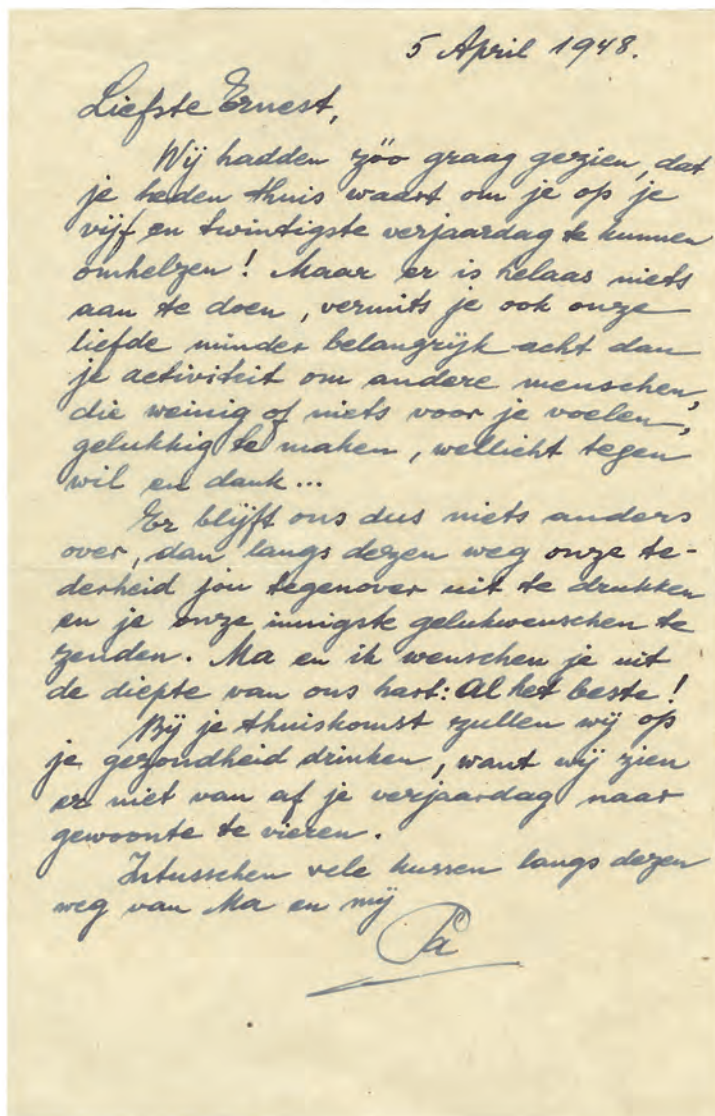 5 April 1948.
Liefste Ernest,
Wij hadden zóó graag gezien, dat
je heden thuis waart om je op je
vijf en twintigste verjaardag te kunnen
omhelzen! Maar er is helaas niets
aan te doen, vermits je ook onze
liefde minder belangrijk acht dan
je activiteit om andere menschen,
die weinig of niets voor je voelen,
gelukkig te maken, wellicht tegen
wil en dank...
Er blijft ons dus niets anders
over, dan langs dezen weg onze te-
derheid jou tegenover uit te drukken
en je onze innigste gelukwenschen te
zenden. Ma en ik wenschen je uit
de diepte van ons hart: Al het beste!
Bij je thuiskomst zullen wij op
je gezondheid drinken, want wij zien
er niet van af je verjaardag naar
gewoonte te vieren.
Intusschen vele kussen langs dezen
weg van Ma en mij
Pa